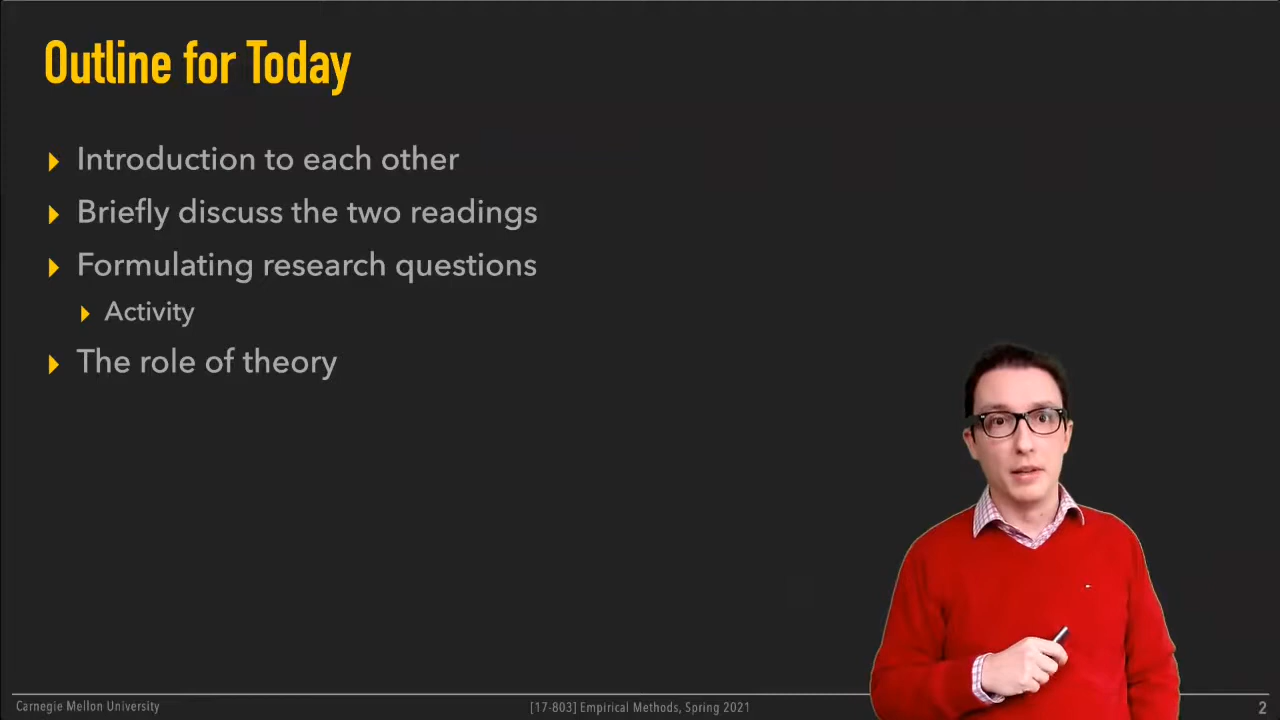 Outline for Today
Introduction to each other
Briefly discuss the two readings
Formulating research questions
Activity
The role of theory
Carnegie Mellon University
[17-803] Empirical Methods, Spring 2021
2